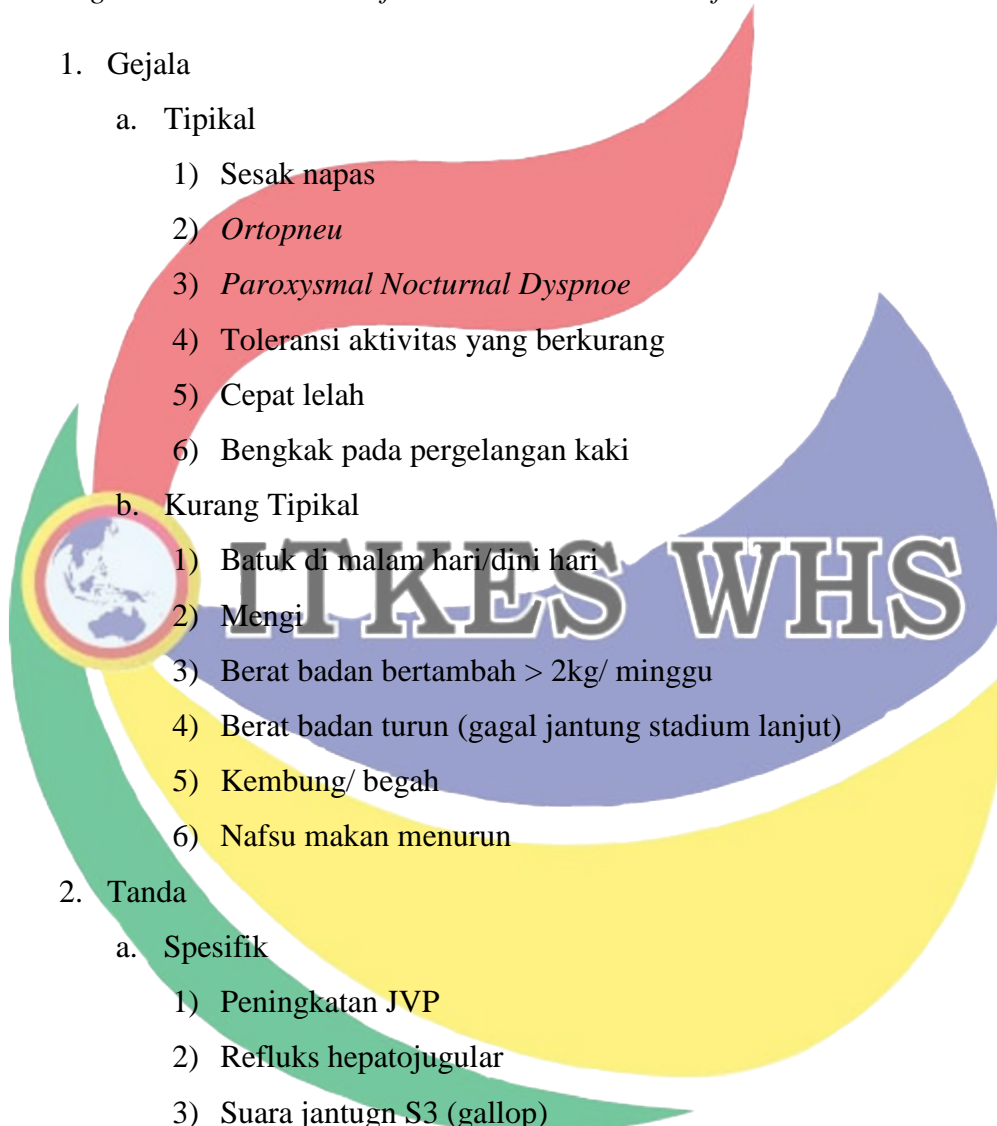 1. Gejala
a. Tipikal
1) Sesak napas
2) Ortopneu
3) Paroxysmal Nocturnal Dyspnoe
4) Toleransi aktivitas yang berkurang
5) Cepat lelah
6) Bengkak pada pergelangan kaki
b. Kurang Tipikal
1) Batuk di malam hari/dini hari
ITKES WHS
2) Mengi
3) Berat badan bertambah > 2kg/ minggu
4) Berat badan turun (gagal jantung stadium lanjut)
5) Kembung/ begah
6) Nafsu makan menurun
2. Tanda
a. Spesifik
1) Peningkatan JVP
2) Refluks hepatojugular
3) Suara jantugn S3 (gallop)